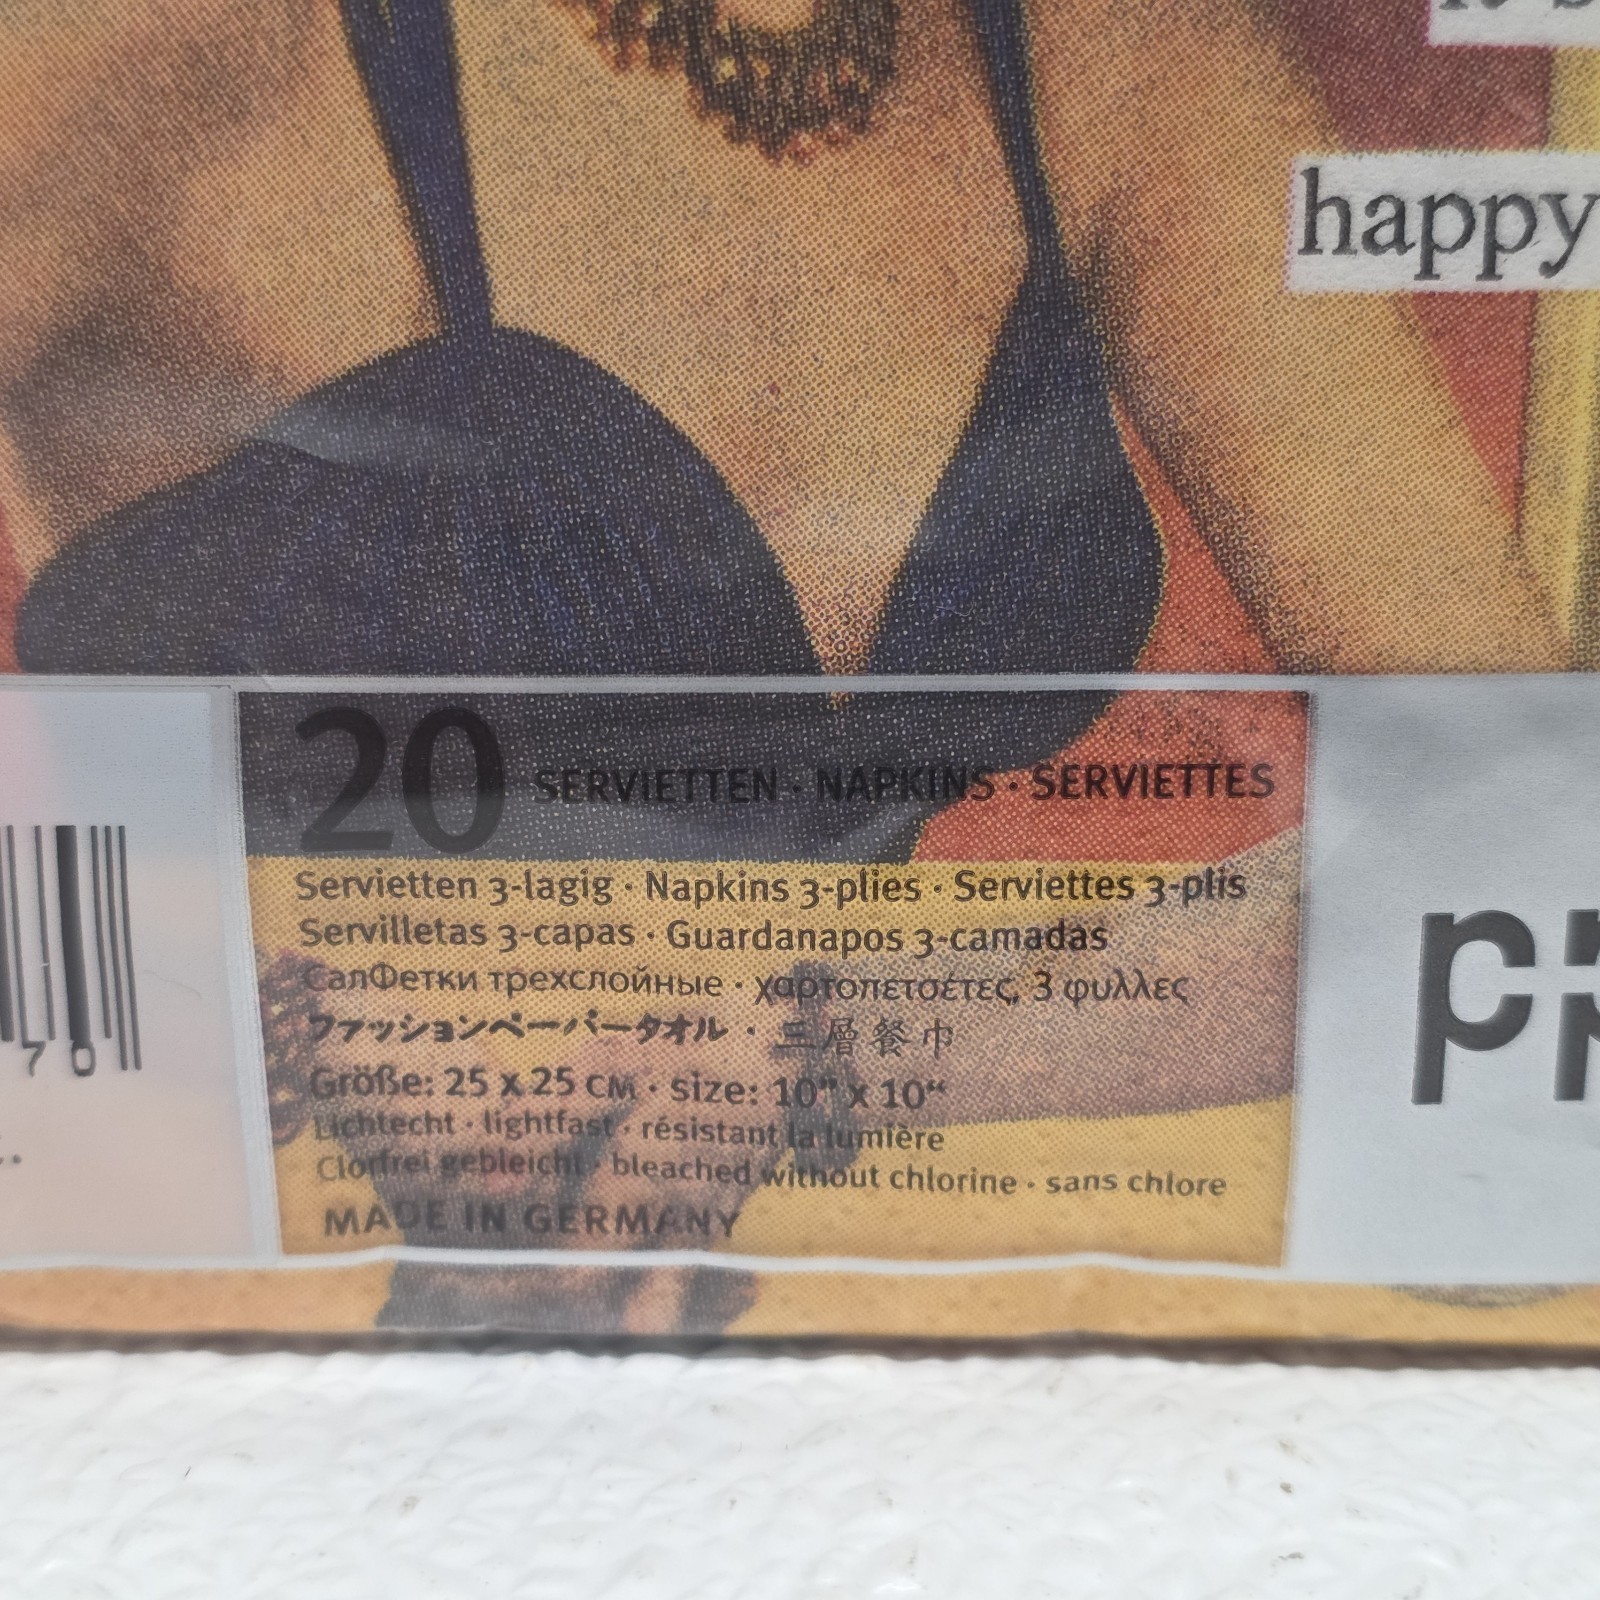 happy
20 SERVIETTEN · NAPKINS · SERVIETTES
Servietten 3-lagig · Napkins 3-plies · Serviettes 3-plis
Servilletas 3-capas · Guardanapos 3-camadas
СалФетки трехслойные · χαρτοπετσέτες, 3 φυλλες
ファッションペーパータオル · 三層餐巾
Größe: 25 x 25 cm · size: 10" x 10"
Lichtecht · lightfast · résistant la lumière
Clorfrei gebleicht · bleached without chlorine · sans chlore
MADE IN GERMANY
7 0